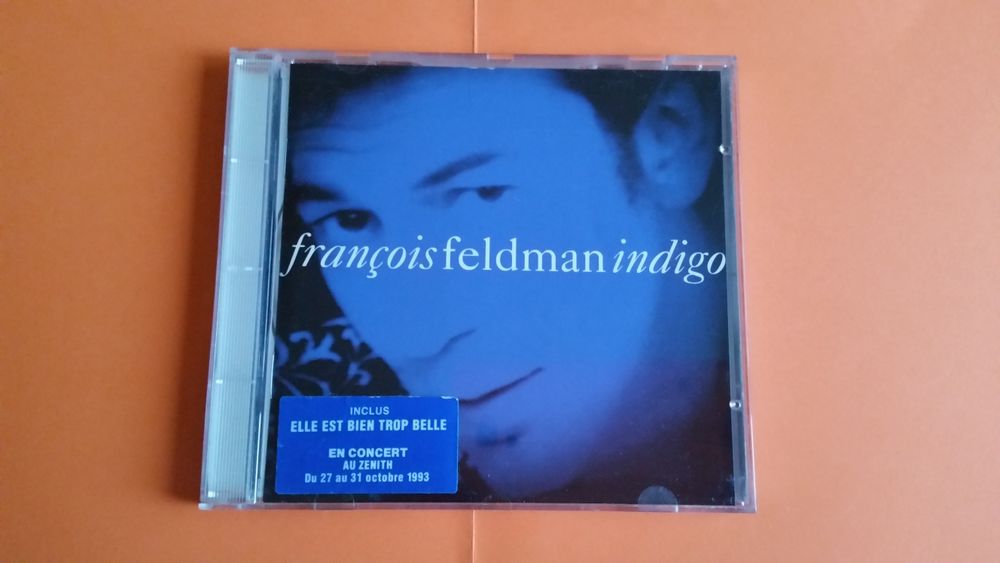 françois feldman indigo
INCLUS
ELLE EST BIEN TROP BELLE
EN CONCERT
AU ZENITH
Du 27 au 31 octobre 1993